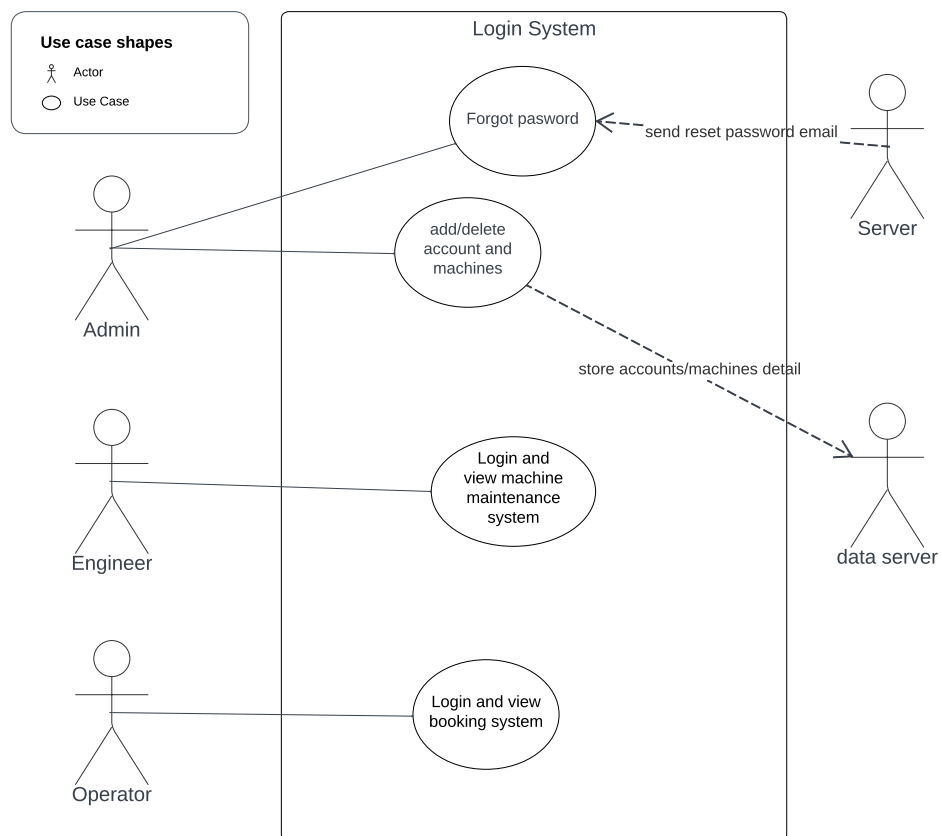 Use case shapes
Actor
Use Case
Login System
Forgot pasword
send reset password email
Server
add/delete
account and
machines
Admin
store accounts/machines detail
data server
Login and
view machine
maintenance
system
Engineer
Login and view
booking system
Operator